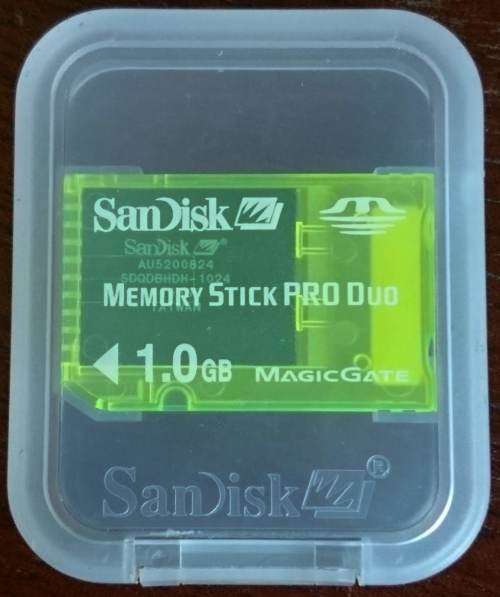 SanDisk
SanDisk®
AU5200824
SDQDBHDH-1024
MEMORY STICK PRO DUO
TAIWAN
1.0GB MAGICGATE
SanDisk®